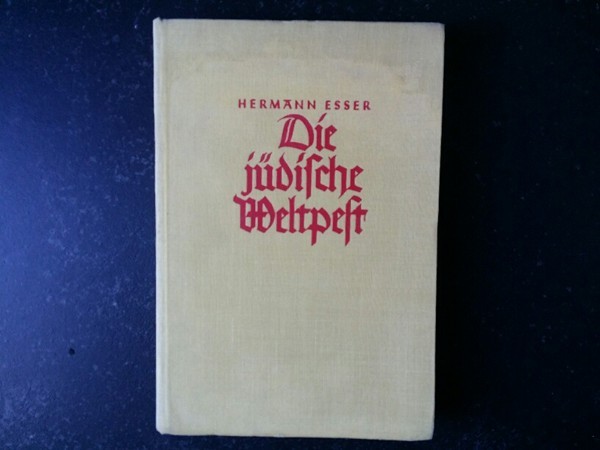 HERMANN ESSER
Die
jüdiſche
Weltpeſt